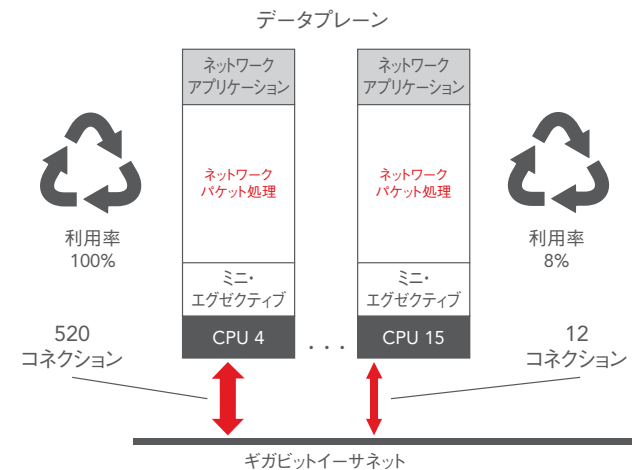 データプレーン
ネットワーク
アプリケーション
ネットワーク
パケット処理
ミニ・
エグゼクティブ
CPU 4
利用率
100%
520
コネクション
. . .
ネットワーク
アプリケーション
ネットワーク
パケット処理
ミニ・
エグゼクティブ
CPU 15
利用率
8%
12
コネクション
ギガビットイーサネット